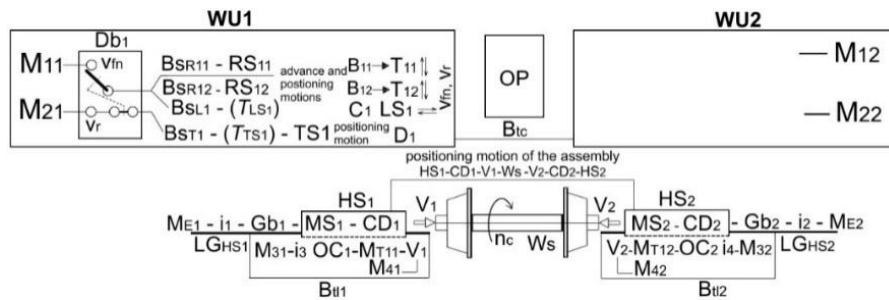 WU1 WU2
Db1
M11 Vfn BSR11 - RS11 advance and B11→T11 M12
BSR12 - RS12 postioning B12→T12 Vfn, Vr OP
BSL1 - (TLS1) motions C1 LS1
M21 Vr BST1 - (TTS1) - TS1 positioning motion D1 M22
Btc
positioning motion of the assembly
HS1-CD1-V1-Ws -V2-CD2-HS2
HS1 V1 V2 HS2
ME1 - i1 - Gb1 - MS1 - CD1 MS2 - CD2 - Gb2 - i2 - ME2
LGHS1 nc Ws LGHS2
M31-i3 OC1-MT11-V1 V2-MT12-OC2 i4-M32
M41 M42
Btl1 Btl2